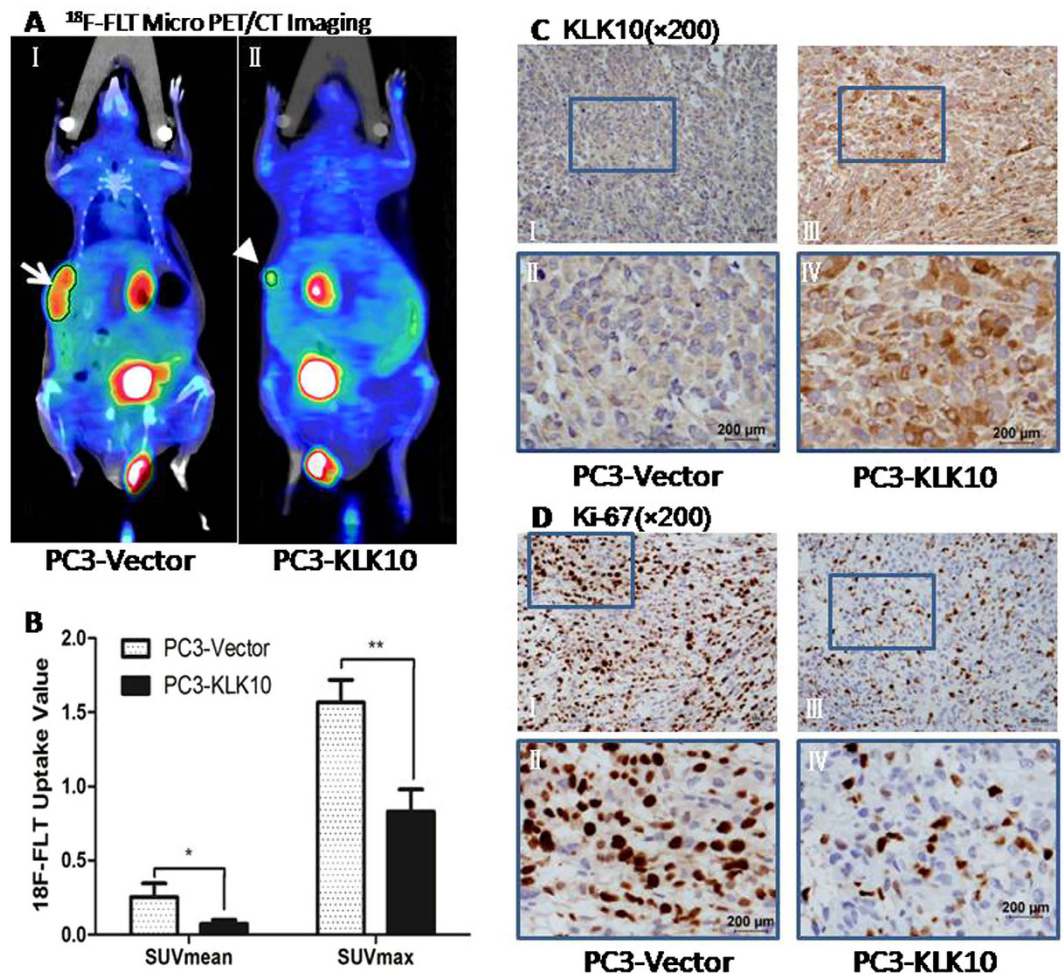 A ¹⁸F-FLT Micro PET/CT Imaging
Ⅰ
Ⅱ
PC3-Vector
PC3-KLK10
B
18F-FLT Uptake Value
2.0
1.5
1.0
0.5
0.0
PC3-Vector
PC3-KLK10
*
**
SUVmean
SUVmax
C KLK10(×200)
Ⅰ
Ⅲ
Ⅱ
200 μm
Ⅳ
200 μm
PC3-Vector
PC3-KLK10
D Ki-67(×200)
Ⅰ
Ⅲ
Ⅱ
200 μm
Ⅳ
200 μm
PC3-Vector
PC3-KLK10